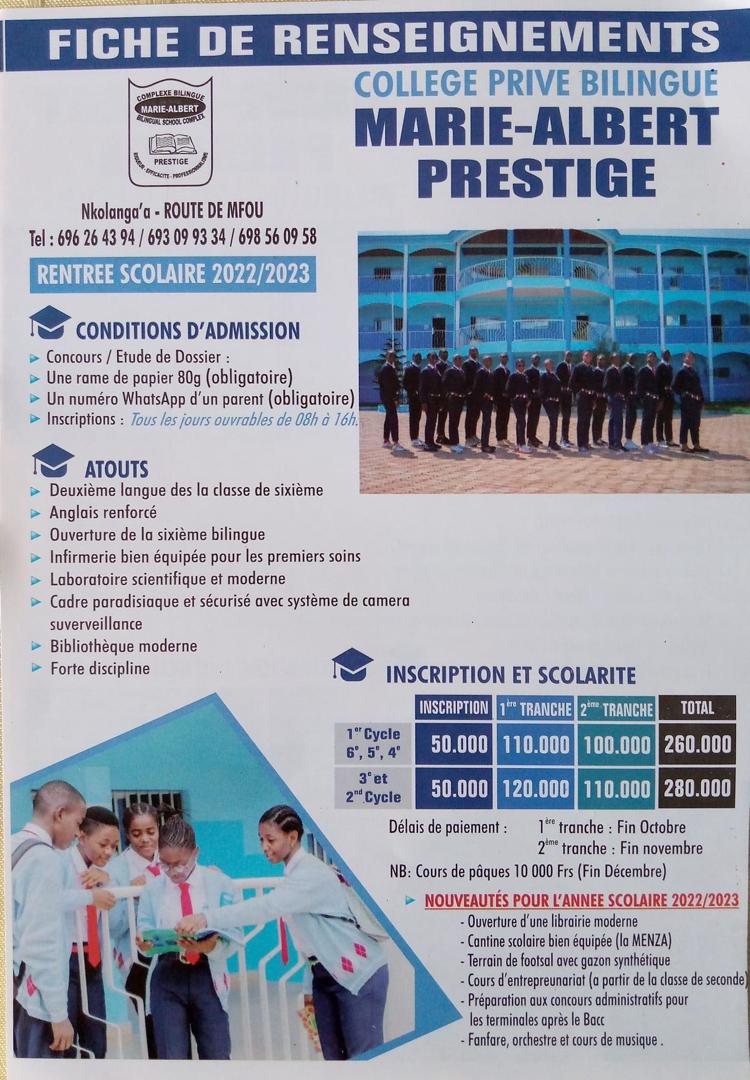 FICHE DE RENSEIGNEMENTS
COMPLEXE BILINGUE
MARIE-ALBERT
BILINGUAL SCHOOL COMPLEX
PRESTIGE
RIGUEUR - EFFICACITE - PROFESSIONNALISME
COLLEGE PRIVE BILINGUE
MARIE-ALBERT
PRESTIGE
Nkolanga'a - ROUTE DE MFOU
Tel : 696 26 43 94 / 693 09 93 34 / 698 56 09 58
RENTREE SCOLAIRE 2022/2023
CONDITIONS D'ADMISSION
Concours / Etude de Dossier :
Une rame de papier 80g (obligatoire)
Un numéro WhatsApp d'un parent (obligatoire)
Inscriptions : Tous les jours ouvrables de 08h à 16h.
ATOUTS
Deuxième langue des la classe de sixième
Anglais renforcé
Ouverture de la sixième bilingue
Infirmerie bien équipée pour les premiers soins
Laboratoire scientifique et moderne
Cadre paradisiaque et sécurisé avec système de camera
suverveillance
Bibliothèque moderne
Forte discipline
INSCRIPTION ET SCOLARITE
INSCRIPTION 1ère TRANCHE 2ème TRANCHE TOTAL
1er Cycle
6e, 5e, 4e
50.000 110.000 100.000 260.000
3e et
2nd Cycle
50.000 120.000 110.000 280.000
Délais de paiement : 1ère tranche : Fin Octobre
2ème tranche : Fin novembre
NB: Cours de pâques 10 000 Frs (Fin Décembre)
NOUVEAUTÉS POUR L'ANNEE SCOLAIRE 2022/2023
- Ouverture d'une librairie moderne
- Cantine scolaire bien équipée (la MENZA)
- Terrain de footsal avec gazon synthétique
- Cours d'entrepreunariat (a partir de la classe de seconde)
- Préparation aux concours administratifs pour
les terminales après le Bacc
- Fanfare, orchestre et cours de musique .